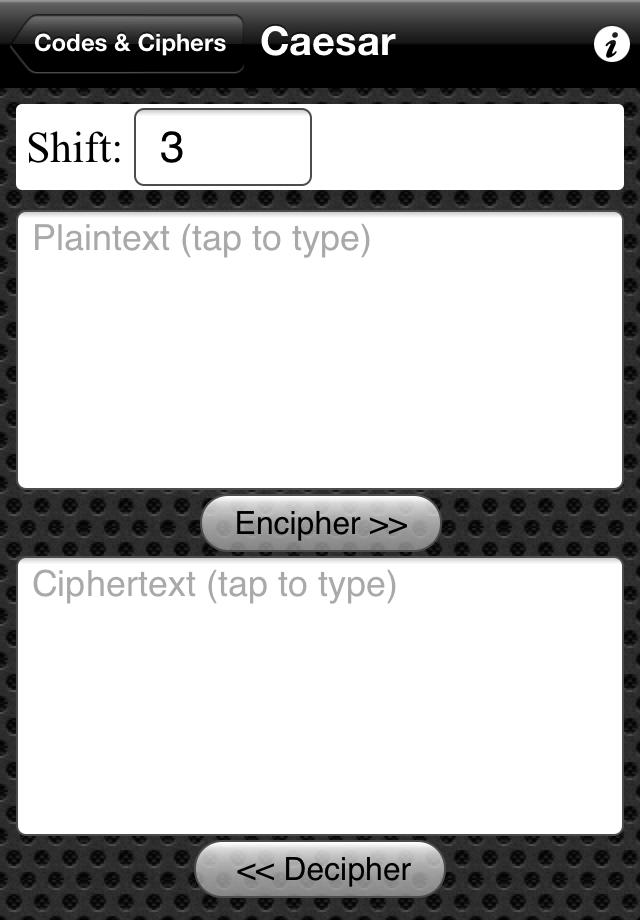 Codes & Ciphers Caesar i
Shift: 3
Plaintext (tap to type)
Encipher >>
Ciphertext (tap to type)
<< Decipher